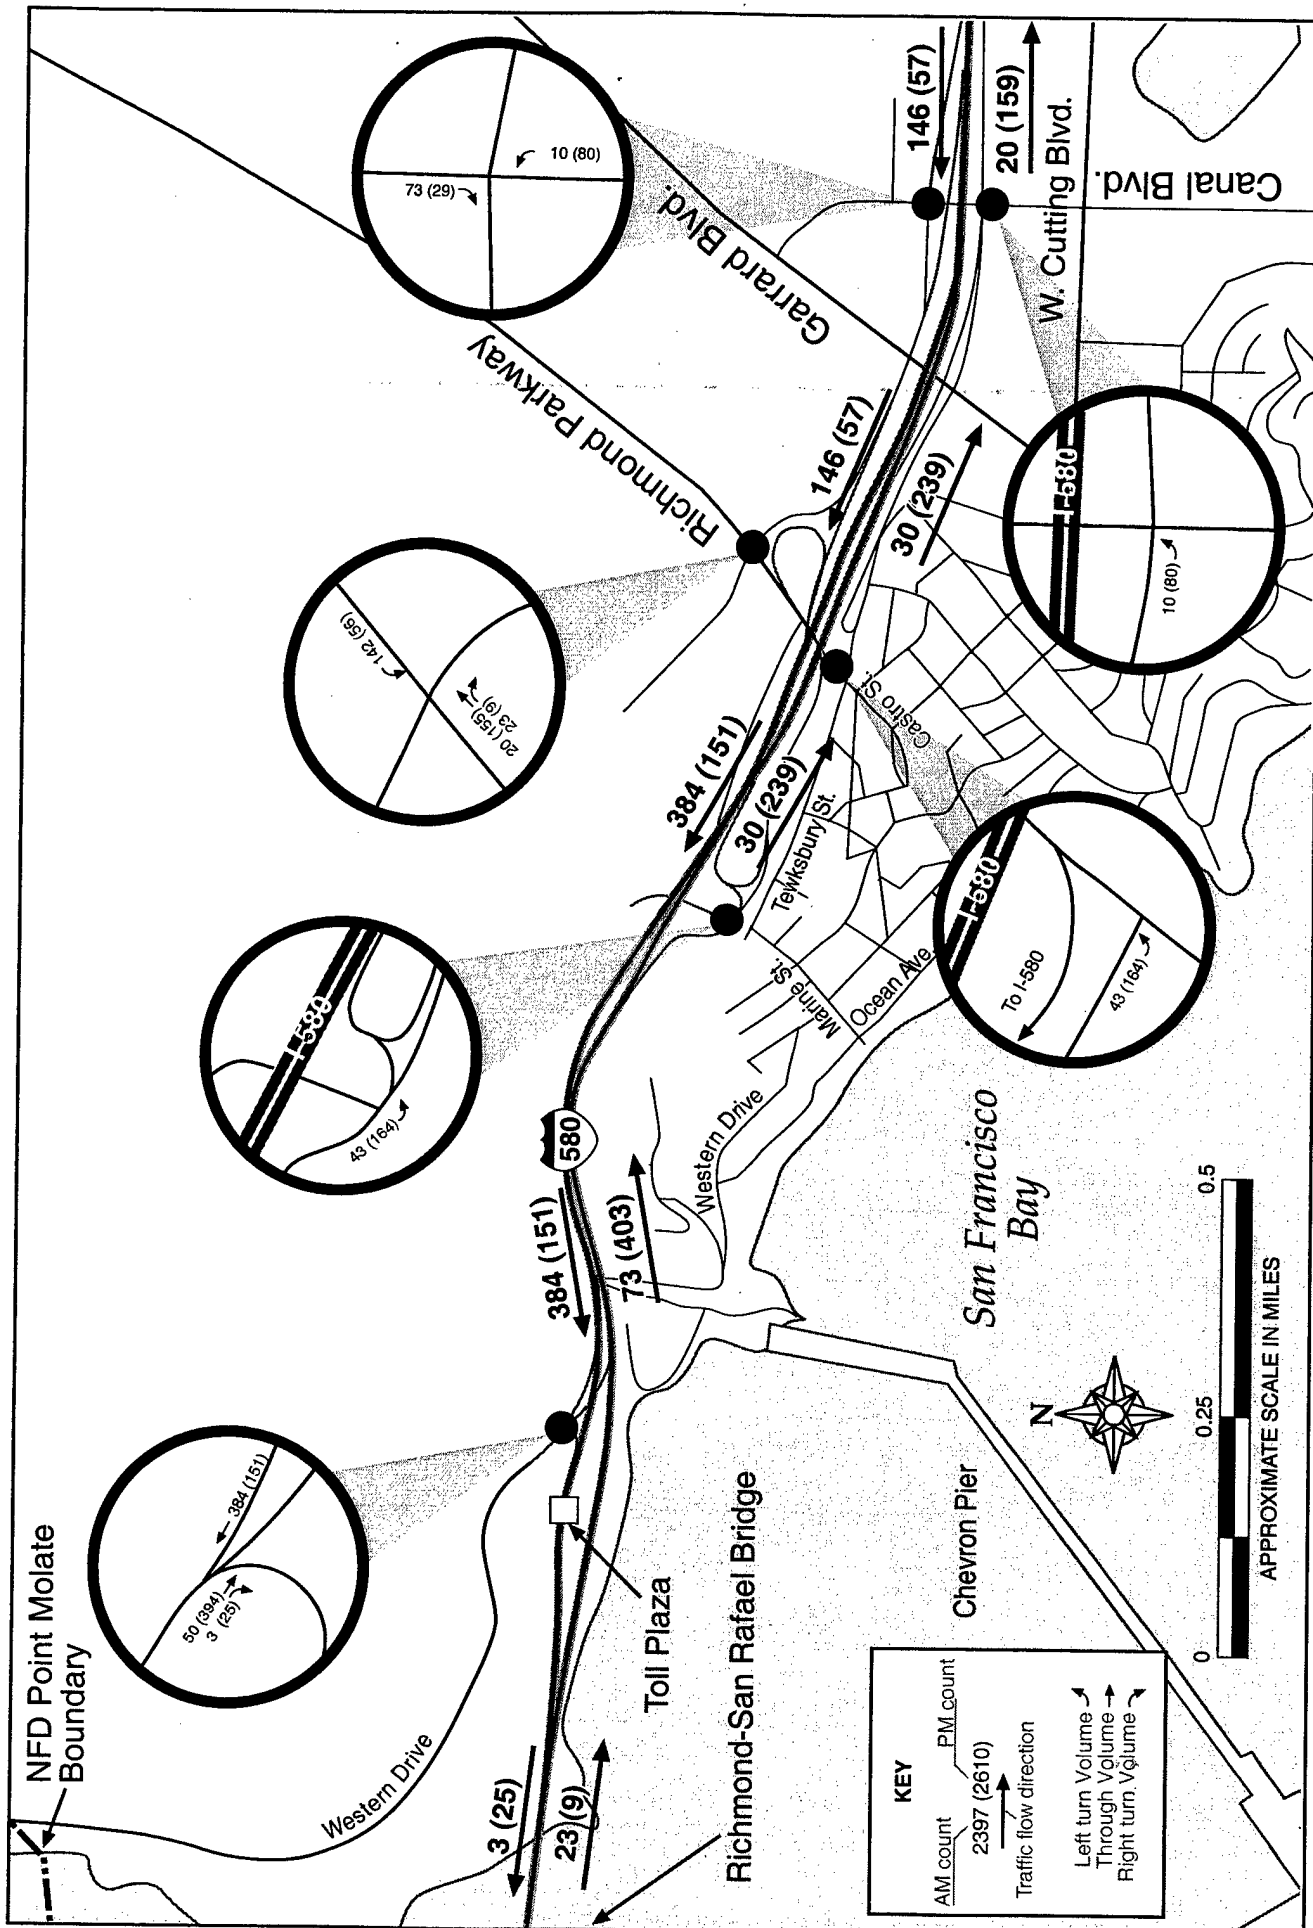 NFD Point Molate
Boundary
Western Drive
50 (394)
3 (25)
384 (151)
3 (25)
23 (9)
Toll Plaza
Richmond-San Rafael Bridge
43 (164)
I-580
384 (151)
580
73 (403)
Western Drive
20 (155)
23 (9)
142 (56)
384 (151)
30 (239)
Tewksbury St.
Marine St.
Ocean Ave.
Castro St.
Richmond Parkway
Garrard Blvd.
73 (29)
10 (80)
146 (57)
30 (239)
146 (57)
20 (159)
W. Cutting Blvd.
Canal Blvd.
I-580
To I-580
43 (164)
I-580
10 (80)
San Francisco
Bay
Chevron Pier
N
KEY
AM count
PM count
2397 (2610)
Traffic flow direction
Left turn Volume
Through Volume
Right turn Volume
0
0.25
0.5
APPROXIMATE SCALE IN MILES